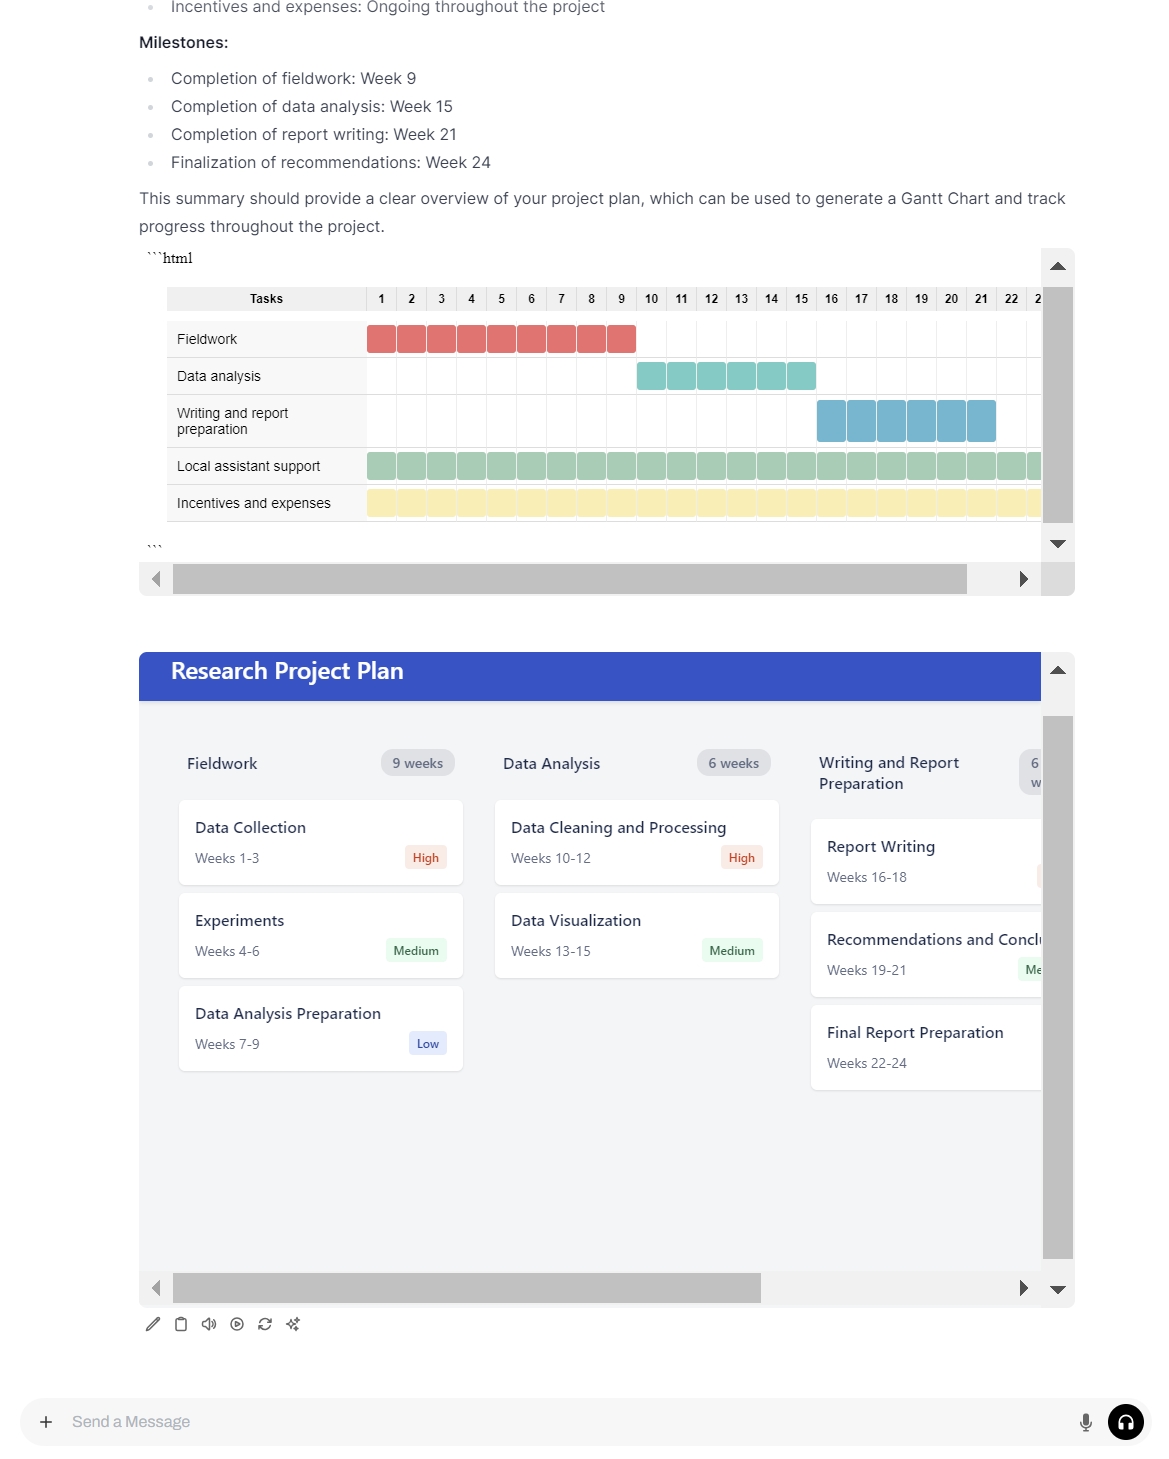 Incentives and expenses: Ongoing throughout the project
Milestones:
Completion of fieldwork: Week 9
Completion of data analysis: Week 15
Completion of report writing: Week 21
Finalization of recommendations: Week 24
This summary should provide a clear overview of your project plan, which can be used to generate a Gantt Chart and track
progress throughout the project.
```html
Tasks 1 2 3 4 5 6 7 8 9 10 11 12 13 14 15 16 17 18 19 20 21 22 2
Fieldwork
Data analysis
Writing and report
preparation
Local assistant support
Incentives and expenses
```
Research Project Plan
Fieldwork 9 weeks
Data Collection
Weeks 1-3 High
Experiments
Weeks 4-6 Medium
Data Analysis Preparation
Weeks 7-9 Low
Data Analysis 6 weeks
Data Cleaning and Processing
Weeks 10-12 High
Data Visualization
Weeks 13-15 Medium
Writing and Report
Preparation
6
w
Report Writing
Weeks 16-18
Recommendations and Conclu
Weeks 19-21 Me
Final Report Preparation
Weeks 22-24
Send a Message